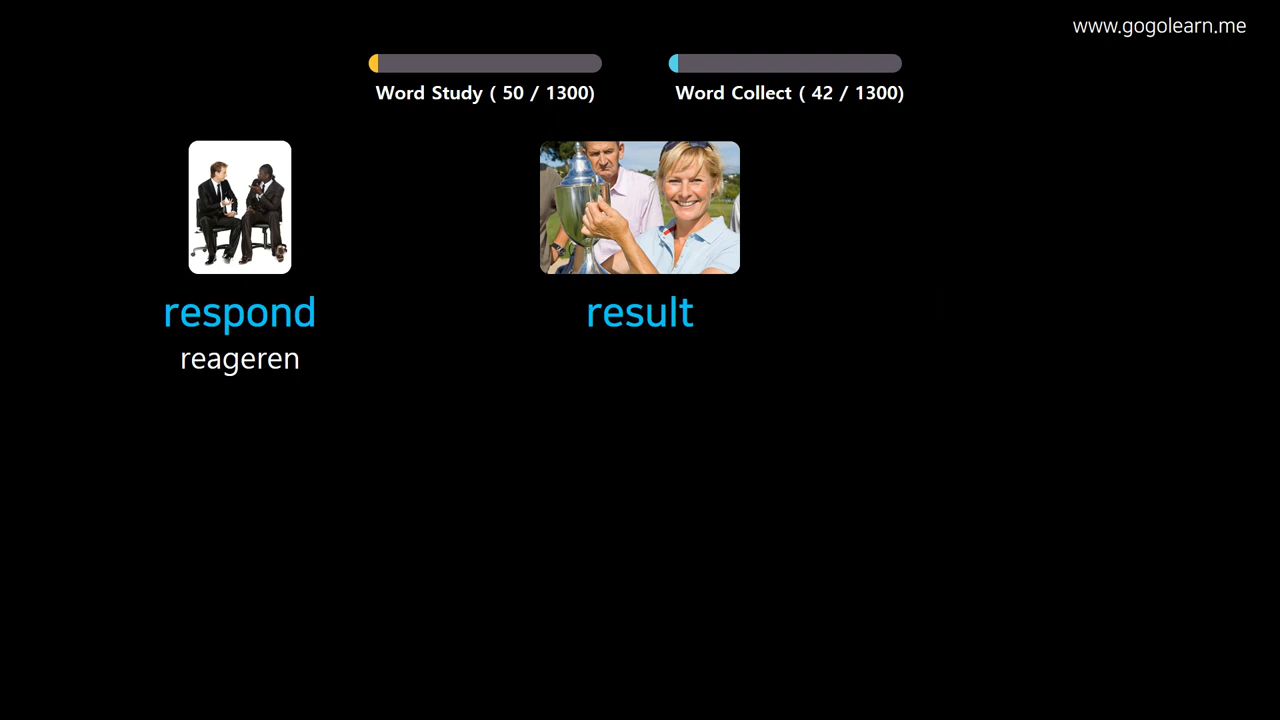 www.gogolearn.me
Word Study ( 50 / 1300)
Word Collect ( 42 / 1300)
respond
reageren
result